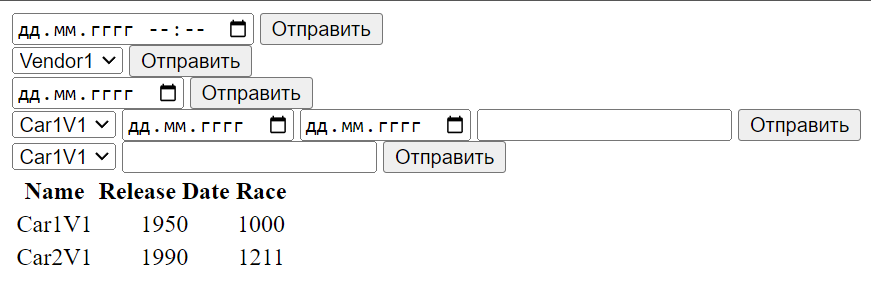 дд.мм.гггг --:-- Отправить
Vendor1 Отправить
дд.мм.гггг Отправить
Car1V1 дд.мм.гггг дд.мм.гггг Отправить
Car1V1 Отправить
Name Release Date Race
Car1V1 1950 1000
Car2V1 1990 1211